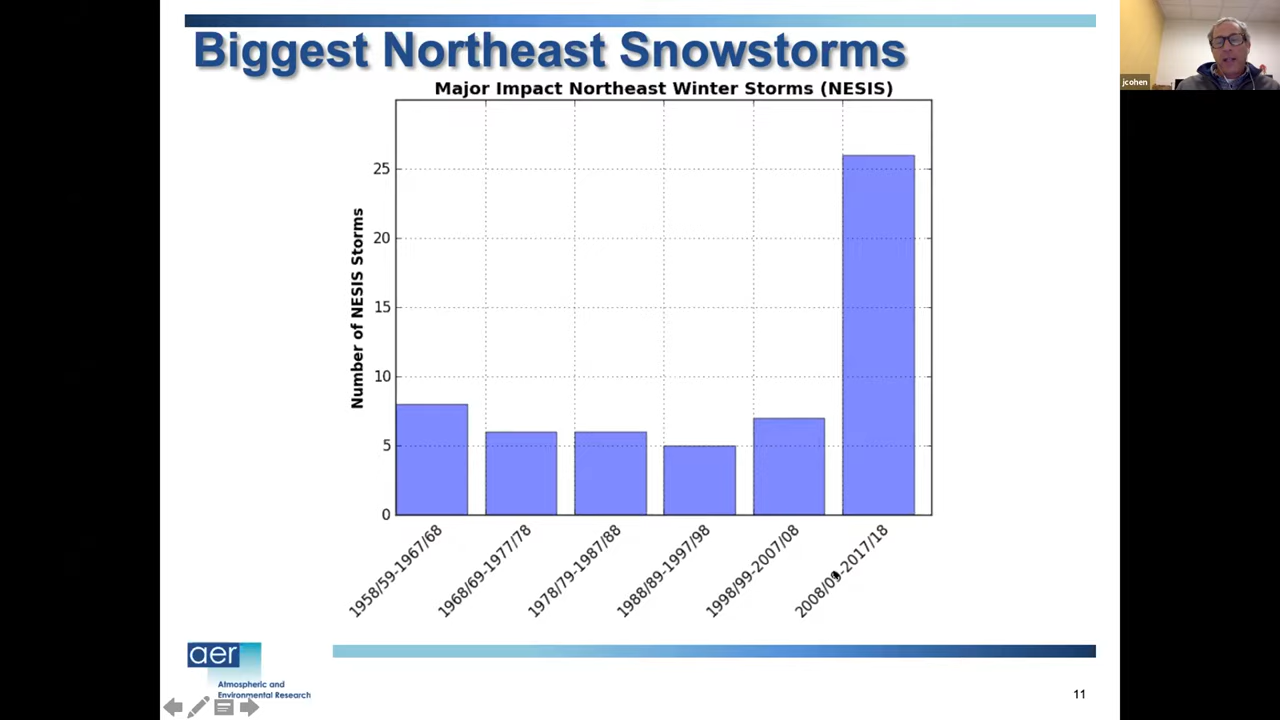 Biggest Northeast Snowstorms
jcohen
Major Impact Northeast Winter Storms (NESIS)
Number of NESIS Storms
25
20
15
10
5
0
1958/59-1967/68
1968/69-1977/78
1978/79-1987/88
1988/89-1997/98
1998/99-2007/08
2008/09-2017/18
aer
Atmospheric and
Environmental Research
11